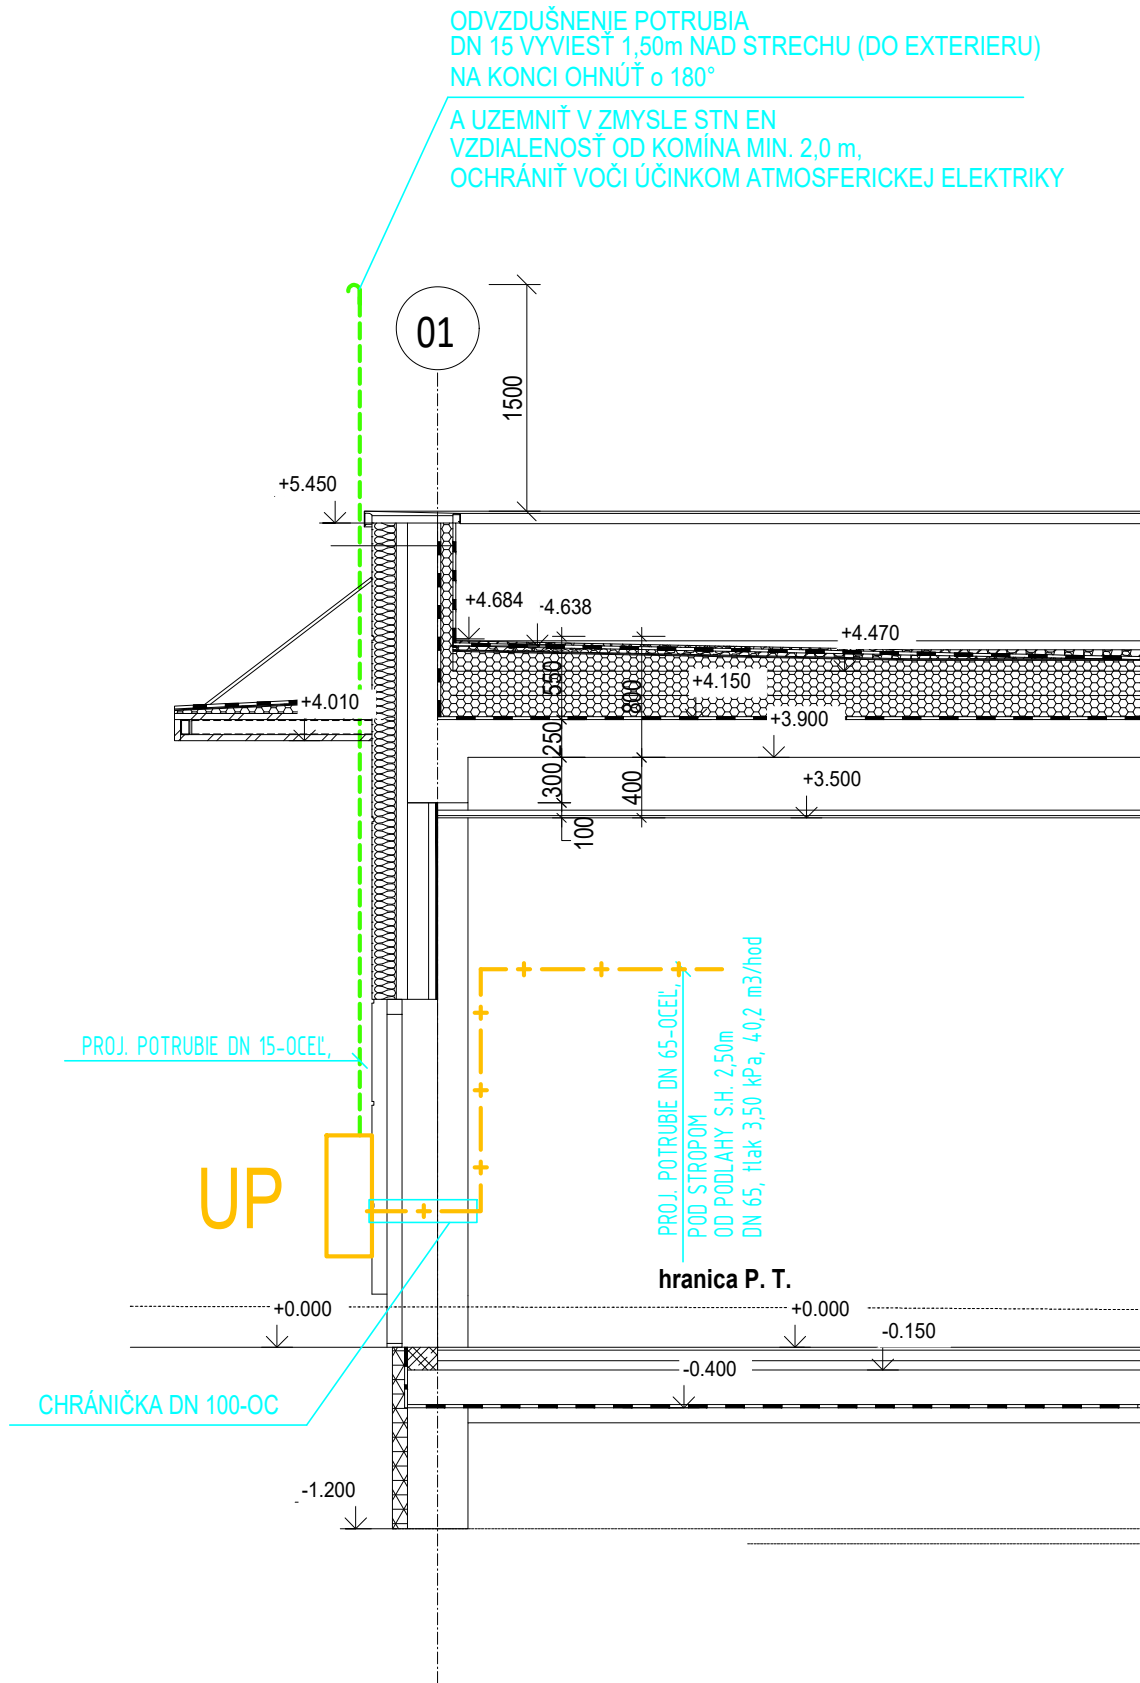 ODVZDUŠNENIE POTRUBIA
DN 15 VYVIESŤ 1,50m NAD STRECHU (DO EXTERIERU)
NA KONCI OHNÚŤ o 180°
A UZEMNIŤ V ZMYSLE STN EN
VZDIALENOSŤ OD KOMÍNA MIN. 2,0 m,
OCHRÁNIŤ VOČI ÚČINKOM ATMOSFERICKEJ ELEKTRIKY
01
1500
+5.450
+4.684
-4.638
+4.470
550
800
+4.150
+4.010
+3.900
250
300
400
+3.500
100
PROJ. POTRUBIE DN 15-OCEĽ,
PROJ. POTRUBIE DN 65-OCEĽ,
POD STROPOM
OD PODLAHY S.H. 2,50m
DN 65, tlak 3,50 kPa, 40,2 m3/hod
UP
hranica P. T.
+0.000
+0.000
-0.150
-0.400
CHRÁNIČKA DN 100-OC
-1.200